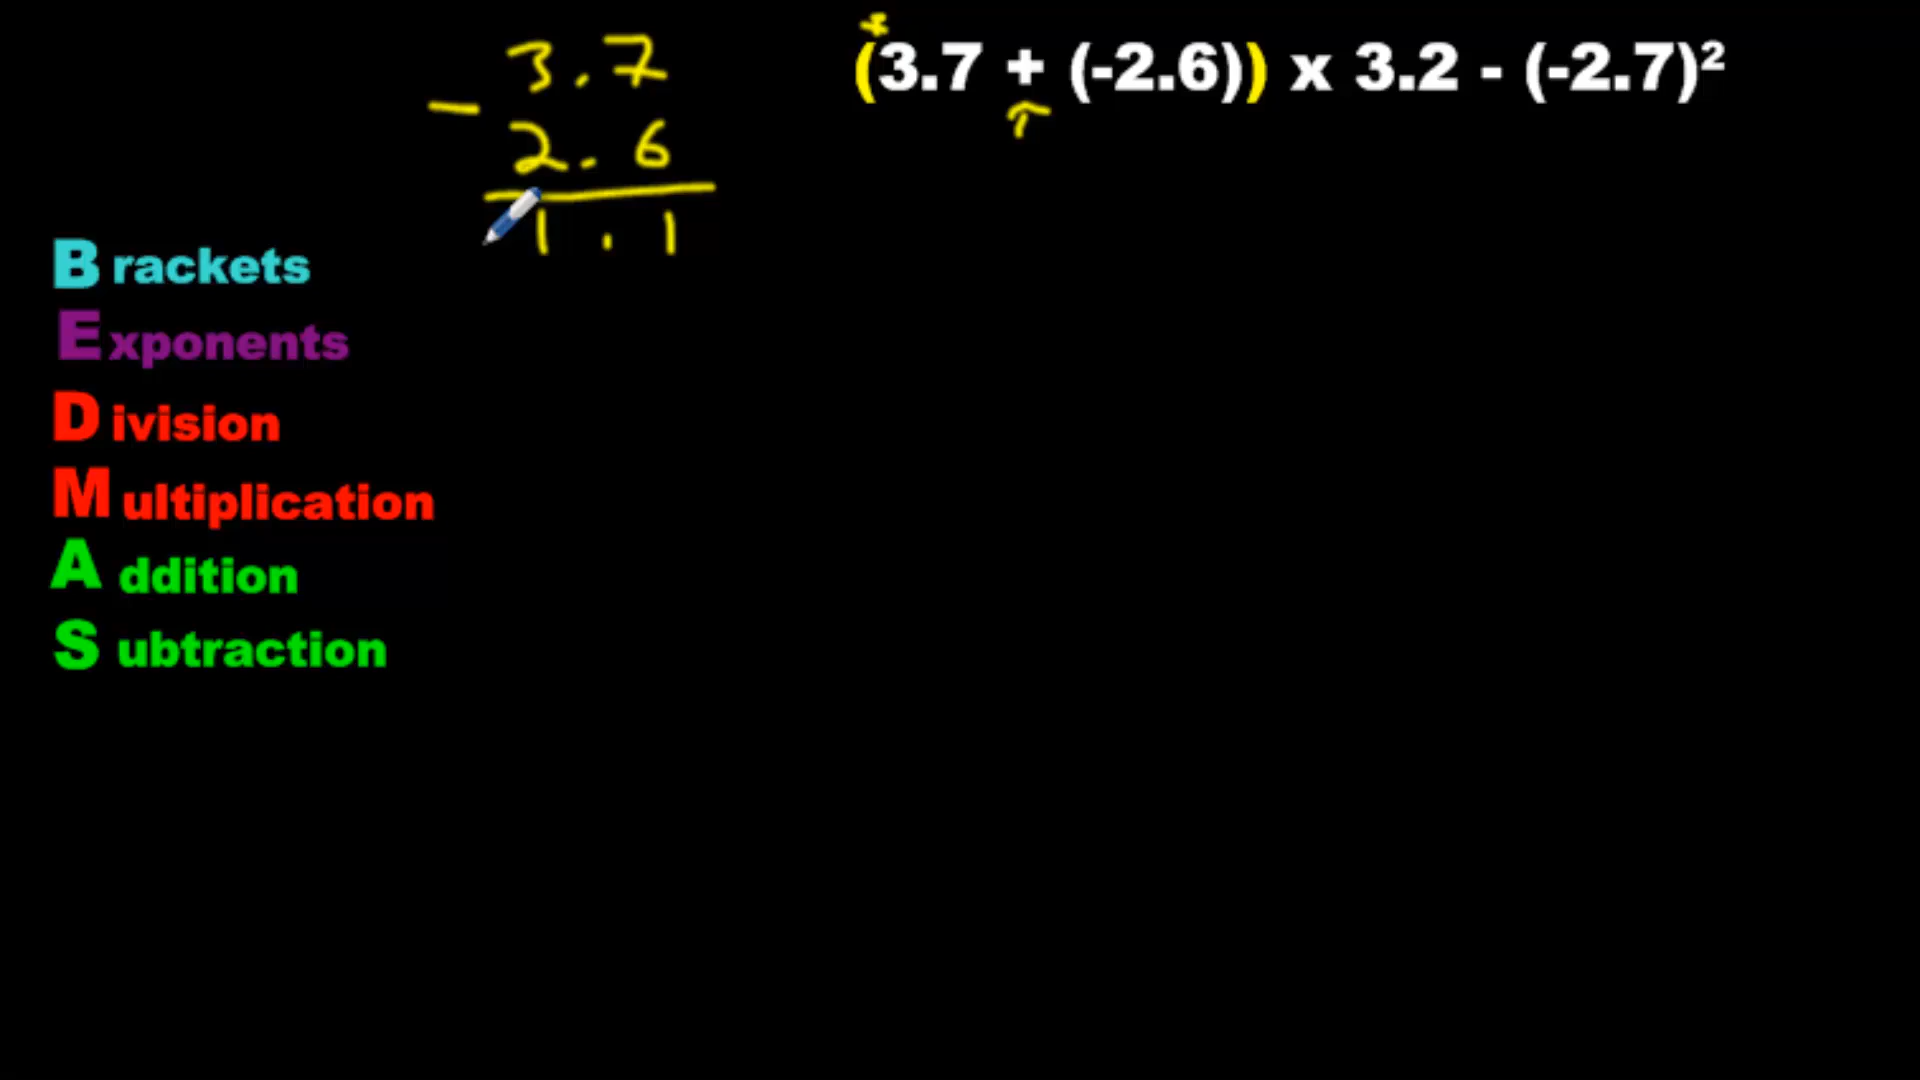 3.7
- 2.6
1.1
(3.7 + (-2.6)) x 3.2 - (-2.7)²
Brackets
Exponents
Division
Multiplication
Addition
Subtraction